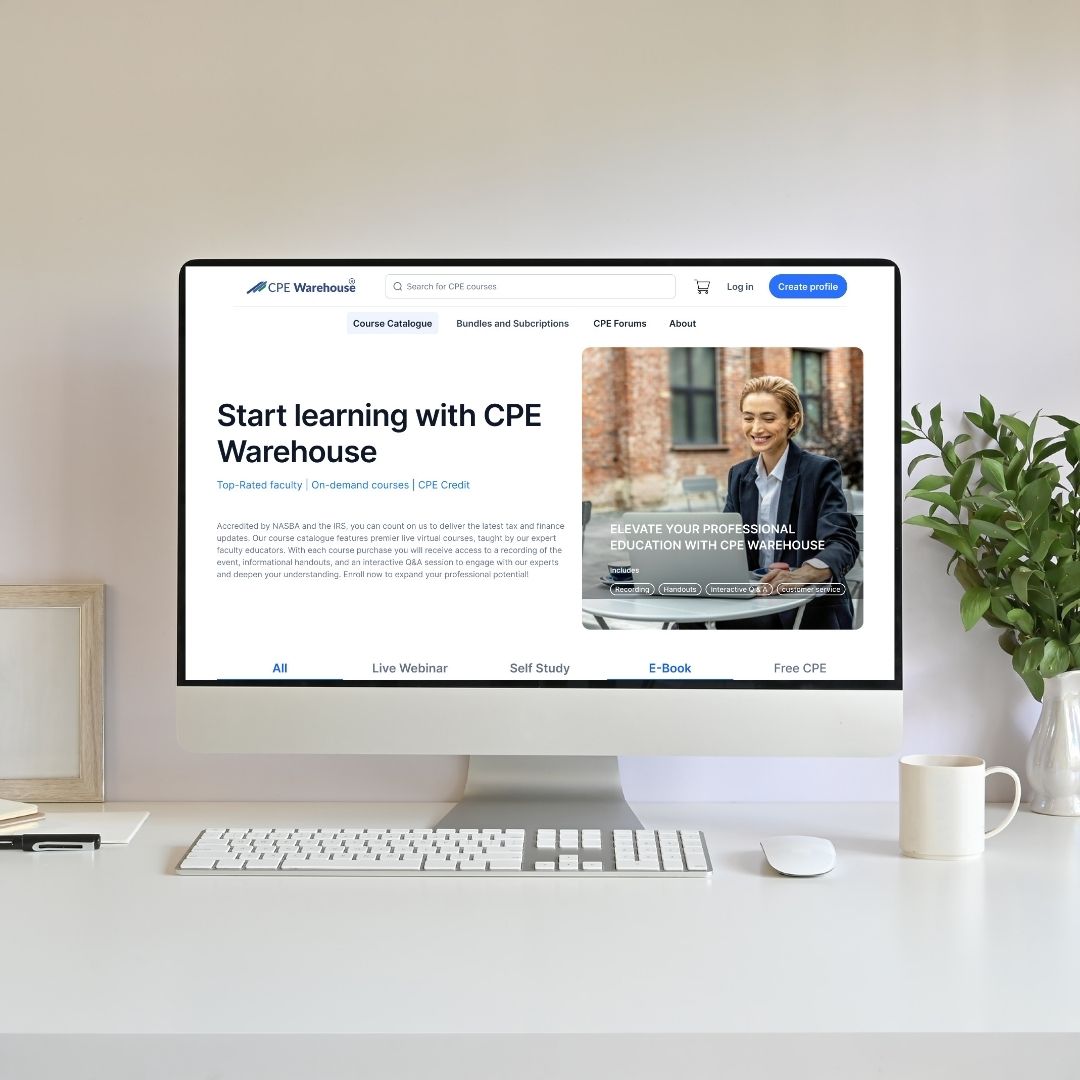 CPE Warehouse®
Search for CPE courses
Log in
Create profile
Course Catalogue
Bundles and Subcriptions
CPE Forums
About
Start learning with CPE
Warehouse
Top-Rated faculty | On-demand courses | CPE Credit
Accredited by NASBA and the IRS, you can count on us to deliver the latest tax and finance
updates. Our course catalogue features premier live virtual courses, taught by our expert
faculty educators. With each course purchase you will receive access to a recording of the
event, informational handouts, and an interactive Q&A session to engage with our experts
and deepen your understanding. Enroll now to expand your professional potential!
ELEVATE YOUR PROFESSIONAL
EDUCATION WITH CPE WAREHOUSE
Includes
Recording
Handouts
Interactive Q & A
customer service
All
Live Webinar
Self Study
E-Book
Free CPE